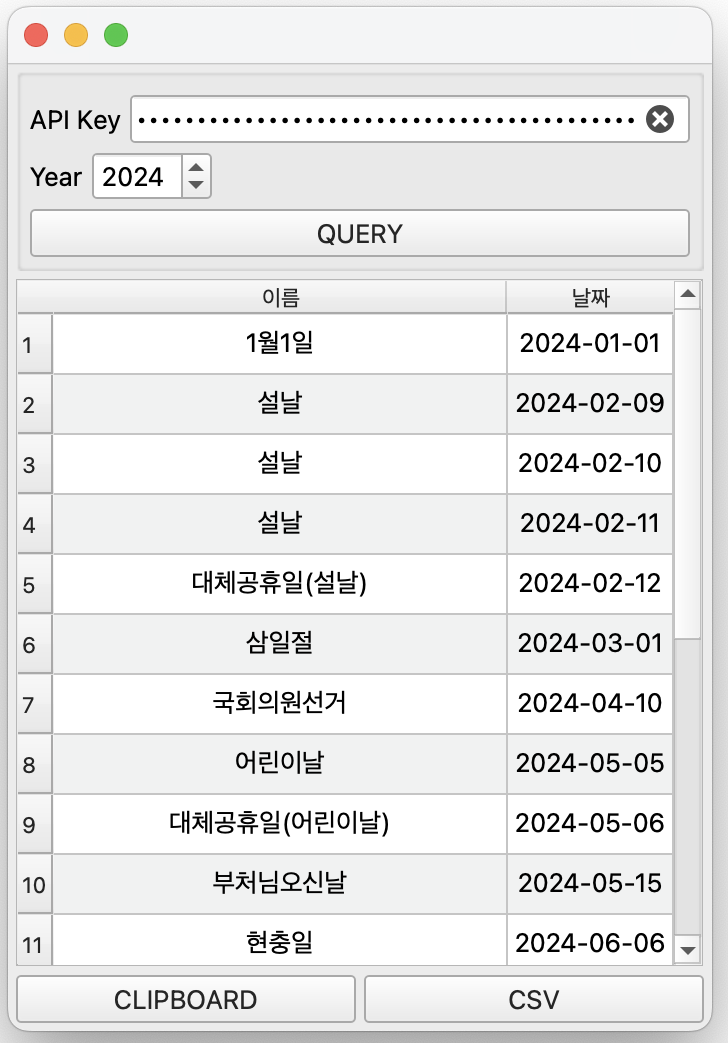 API Key ••••••••••••••••••••••••••••••••••••••••••
Year 2024
QUERY
이름 날짜
1 1월1일 2024-01-01
2 설날 2024-02-09
3 설날 2024-02-10
4 설날 2024-02-11
5 대체공휴일(설날) 2024-02-12
6 삼일절 2024-03-01
7 국회의원선거 2024-04-10
8 어린이날 2024-05-05
9 대체공휴일(어린이날) 2024-05-06
10 부처님오신날 2024-05-15
11 현충일 2024-06-06
CLIPBOARD CSV